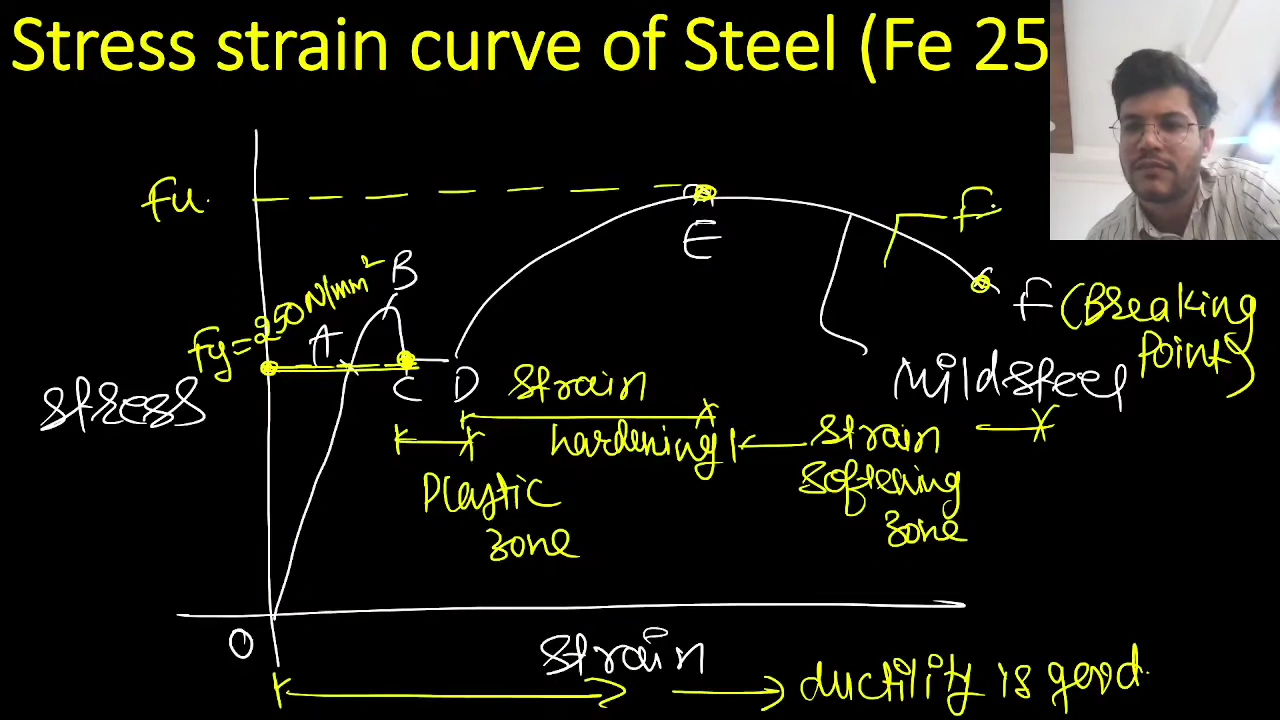 Stress strain curve of Steel (Fe 25
fu.
E
F
B
fy=250 N/mm²
A
C
D
F (Breaking
Point)
stress
Mild steel
strain
hardening
strain
softening
zone
Plastic
zone
O
strain
ductility is good.